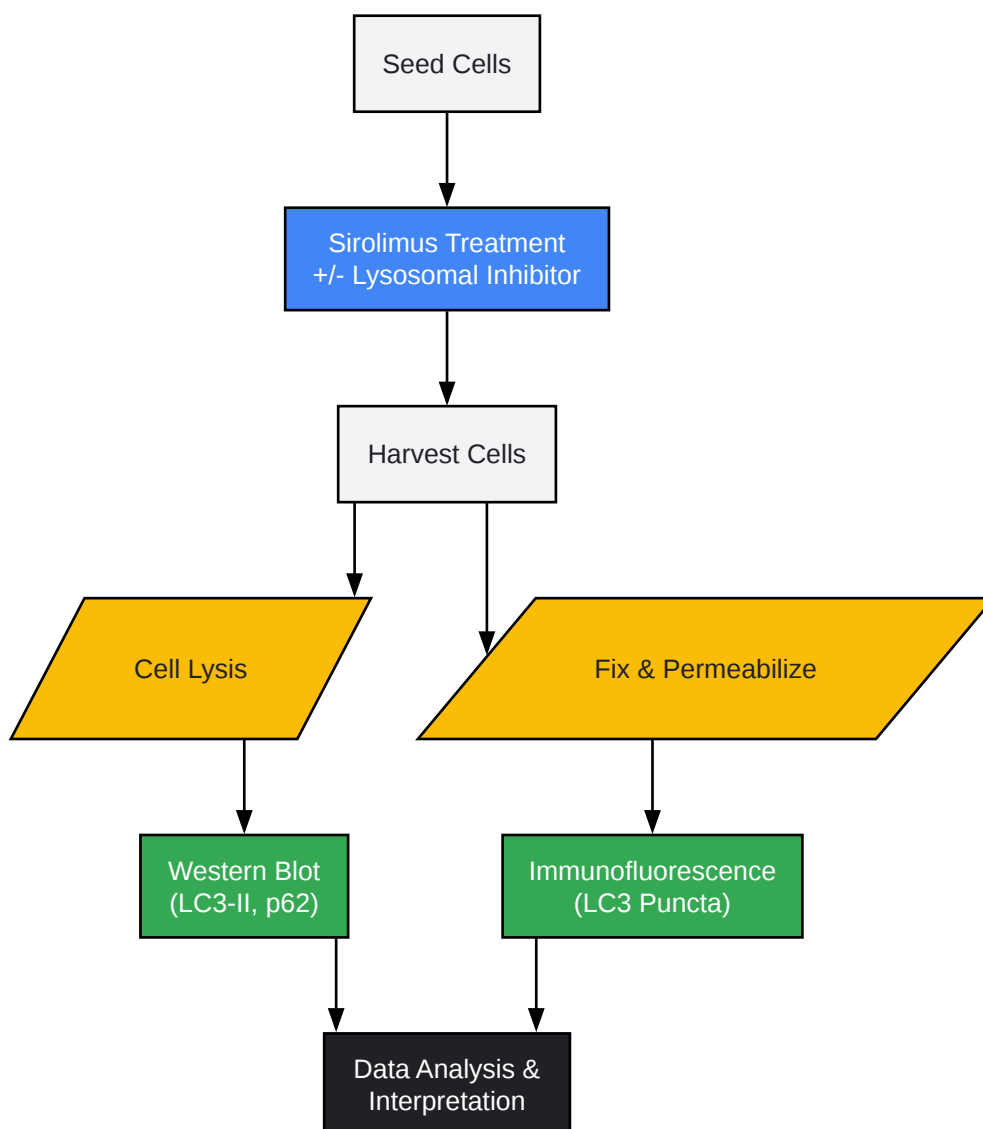 Seed Cells
Sirolimus Treatment
+/- Lysosomal Inhibitor
Harvest Cells
Cell Lysis
Fix & Permeabilize
Western Blot
(LC3-II, p62)
Immunofluorescence
(LC3 Puncta)
Data Analysis &
Interpretation